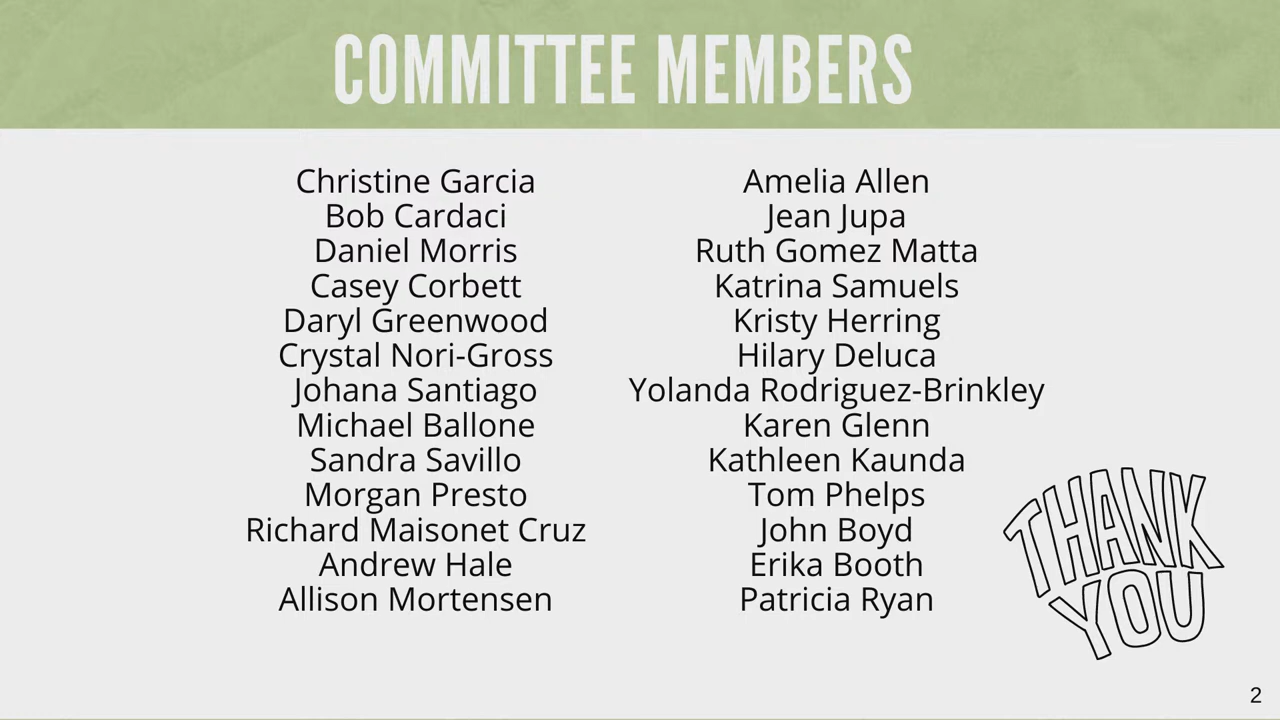 COMMITTEE MEMBERS
Christine Garcia
Bob Cardaci
Daniel Morris
Casey Corbett
Daryl Greenwood
Crystal Nori-Gross
Johana Santiago
Michael Ballone
Sandra Savillo
Morgan Presto
Richard Maisonet Cruz
Andrew Hale
Allison Mortensen
Amelia Allen
Jean Jupa
Ruth Gomez Matta
Katrina Samuels
Kristy Herring
Hilary Deluca
Yolanda Rodriguez-Brinkley
Karen Glenn
Kathleen Kaunda
Tom Phelps
John Boyd
Erika Booth
Patricia Ryan
THANK
YOU
2